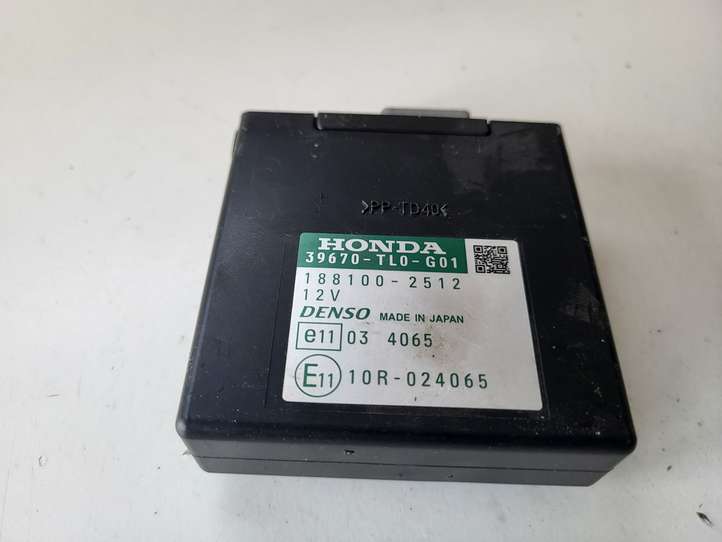 >PP-TD40<
HONDA
39670-TL0-G01
188100-2512
12V
DENSO MADE IN JAPAN
e11 03 4065
E11 10R-024065